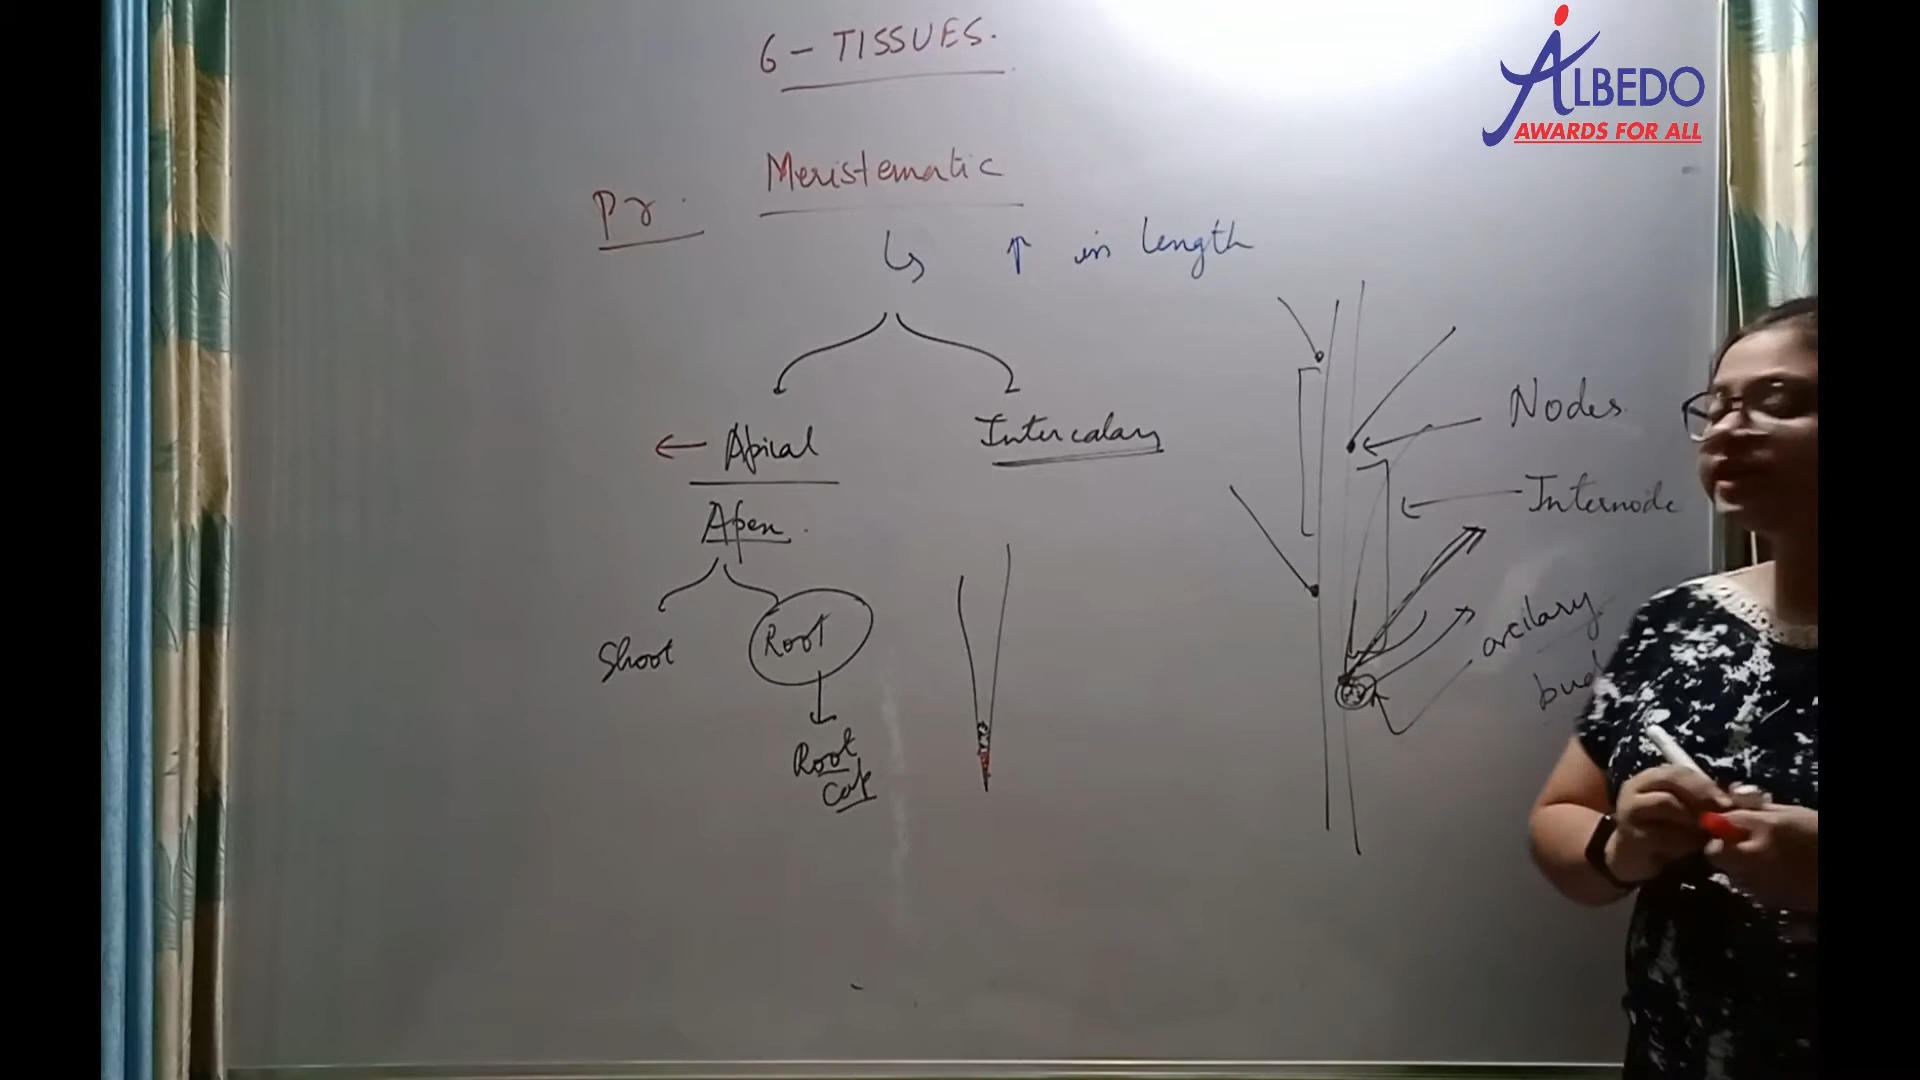 6 - TISSUES.
ALBEDO
AWARDS FOR ALL
Meristematic
Pr.
↳ ↑ in length
Apical
Intercalary
Nodes
Apex.
Internode
Shoot
Root
axilary
bud
Root
Cap